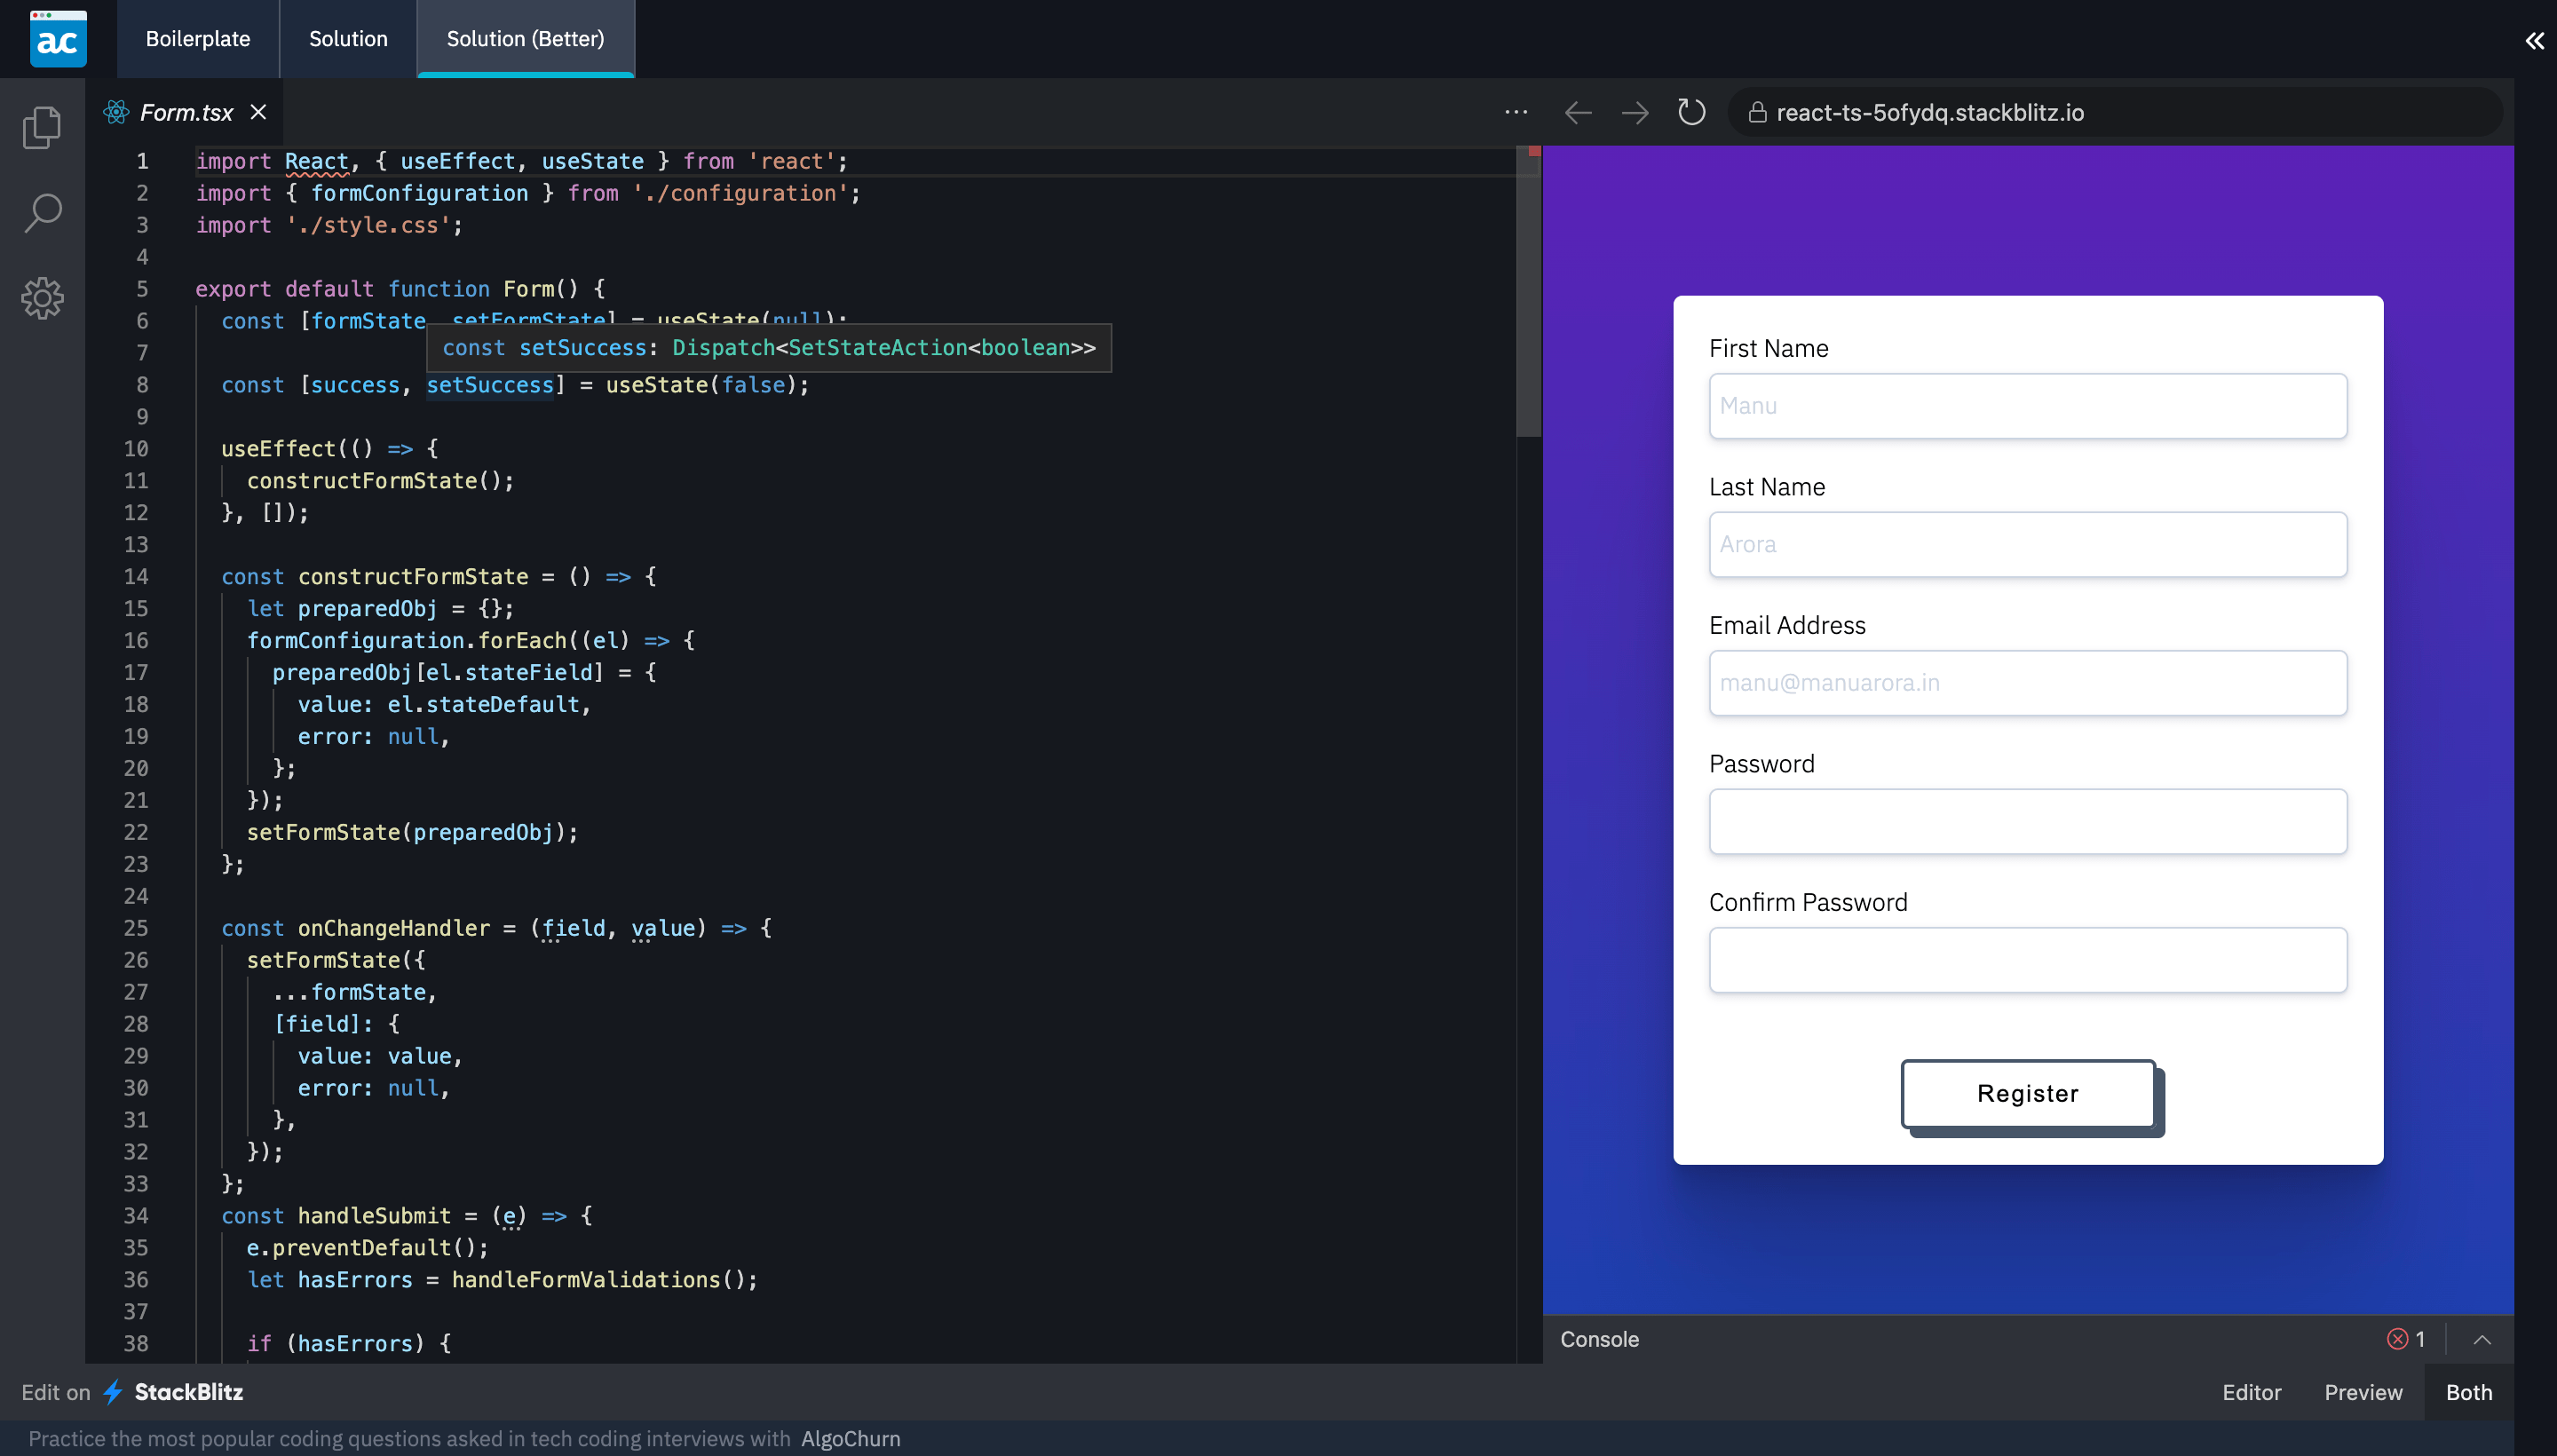 ac
Boilerplate
Solution
Solution (Better)
Form.tsx
react-ts-5ofydq.stackblitz.io
1 import React, { useEffect, useState } from 'react';
2 import { formConfiguration } from './configuration';
3 import './style.css';
4
5 export default function Form() {
6 const [formState, setFormState] = useState(null);
7
const setSuccess: Dispatch<SetStateAction<boolean>>
8 const [success, setSuccess] = useState(false);
9
10 useEffect(() => {
11 constructFormState();
12 }, []);
13
14 const constructFormState = () => {
15 let preparedObj = {};
16 formConfiguration.forEach((el) => {
17 preparedObj[el.stateField] = {
18 value: el.stateDefault,
19 error: null,
20 };
21 });
22 setFormState(preparedObj);
23 };
24
25 const onChangeHandler = (field, value) => {
26 setFormState({
27 ...formState,
28 [field]: {
29 value: value,
30 error: null,
31 },
32 });
33 };
34 const handleSubmit = (e) => {
35 e.preventDefault();
36 let hasErrors = handleFormValidations();
37
38 if (hasErrors) {
First Name
Manu
Last Name
Arora
Email Address
manu@manuarora.in
Password
Confirm Password
Register
Console
1
Edit on StackBlitz
Editor
Preview
Both
Practice the most popular coding questions asked in tech coding interviews with AlgoChurn